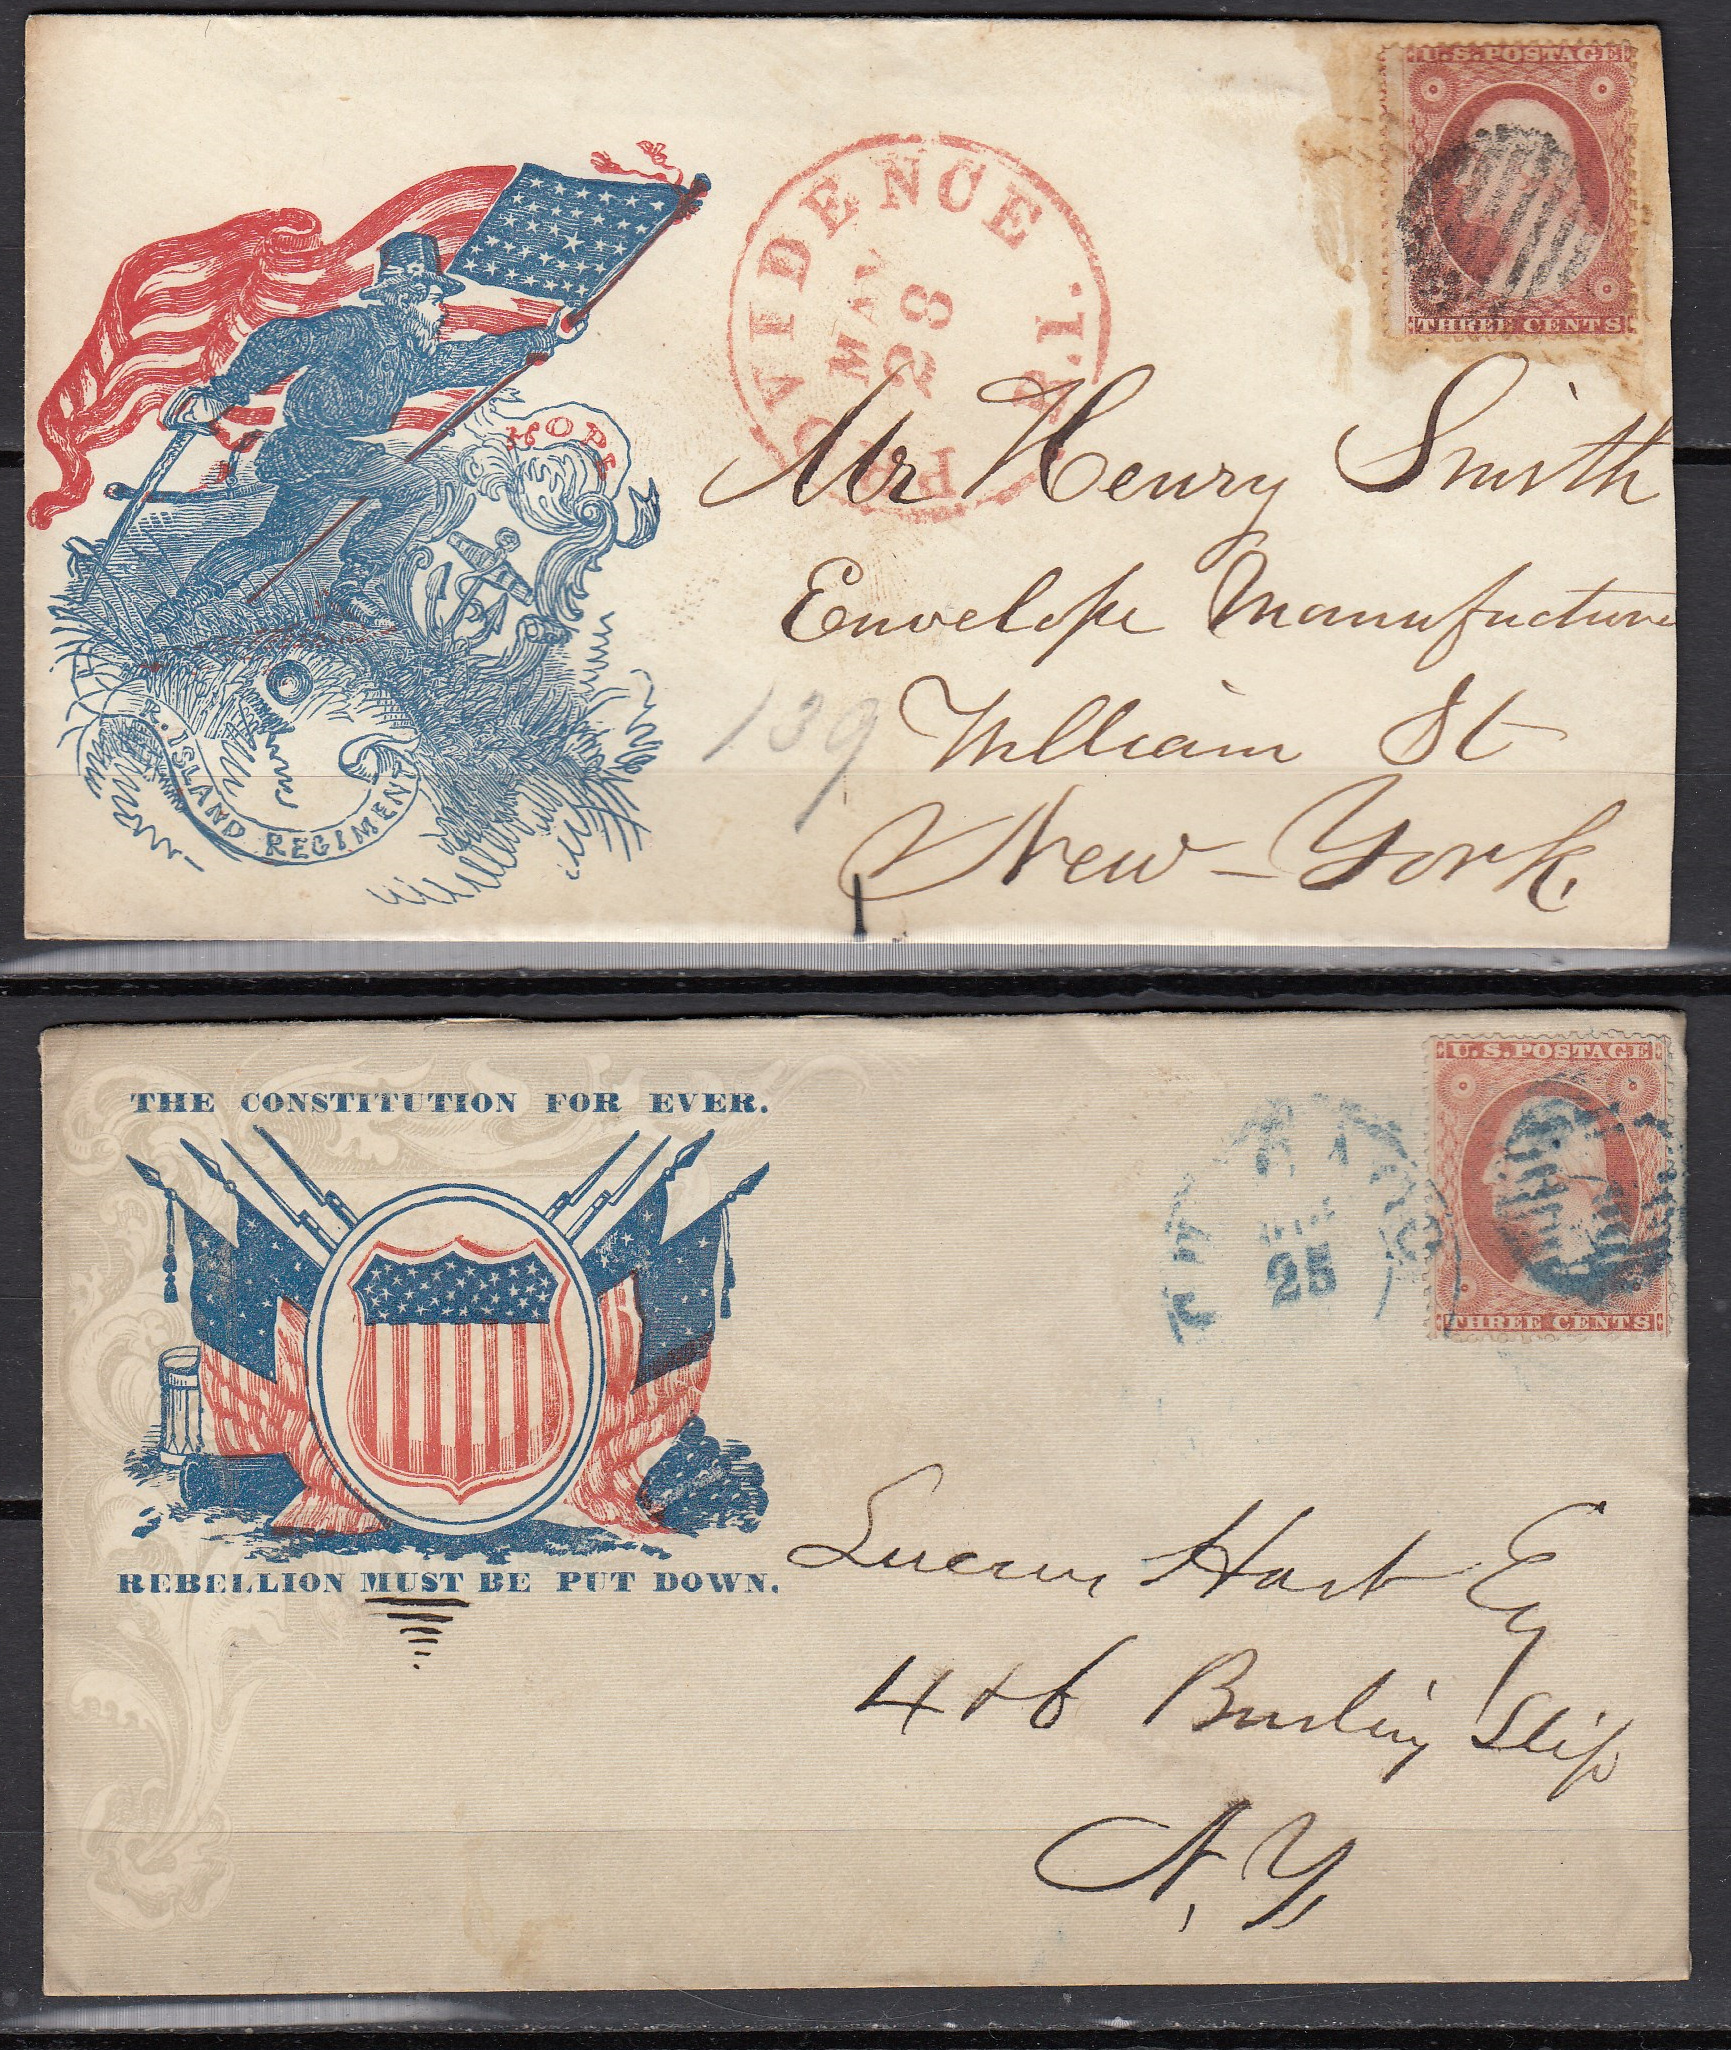 U.S. POSTAGE
THREE CENTS
PROVIDENCE R.I.
MAY
28
HOPE
R. ISLAND REGIMENT
Mr Henry Smith
Envelope Manufacturer
139 William St
New-York.
THE CONSTITUTION FOR EVER.
REBELLION MUST BE PUT DOWN.
U.S. POSTAGE
THREE CENTS
25
Lucius Hart Esq
4 & 6 Burling Slip
N.Y.